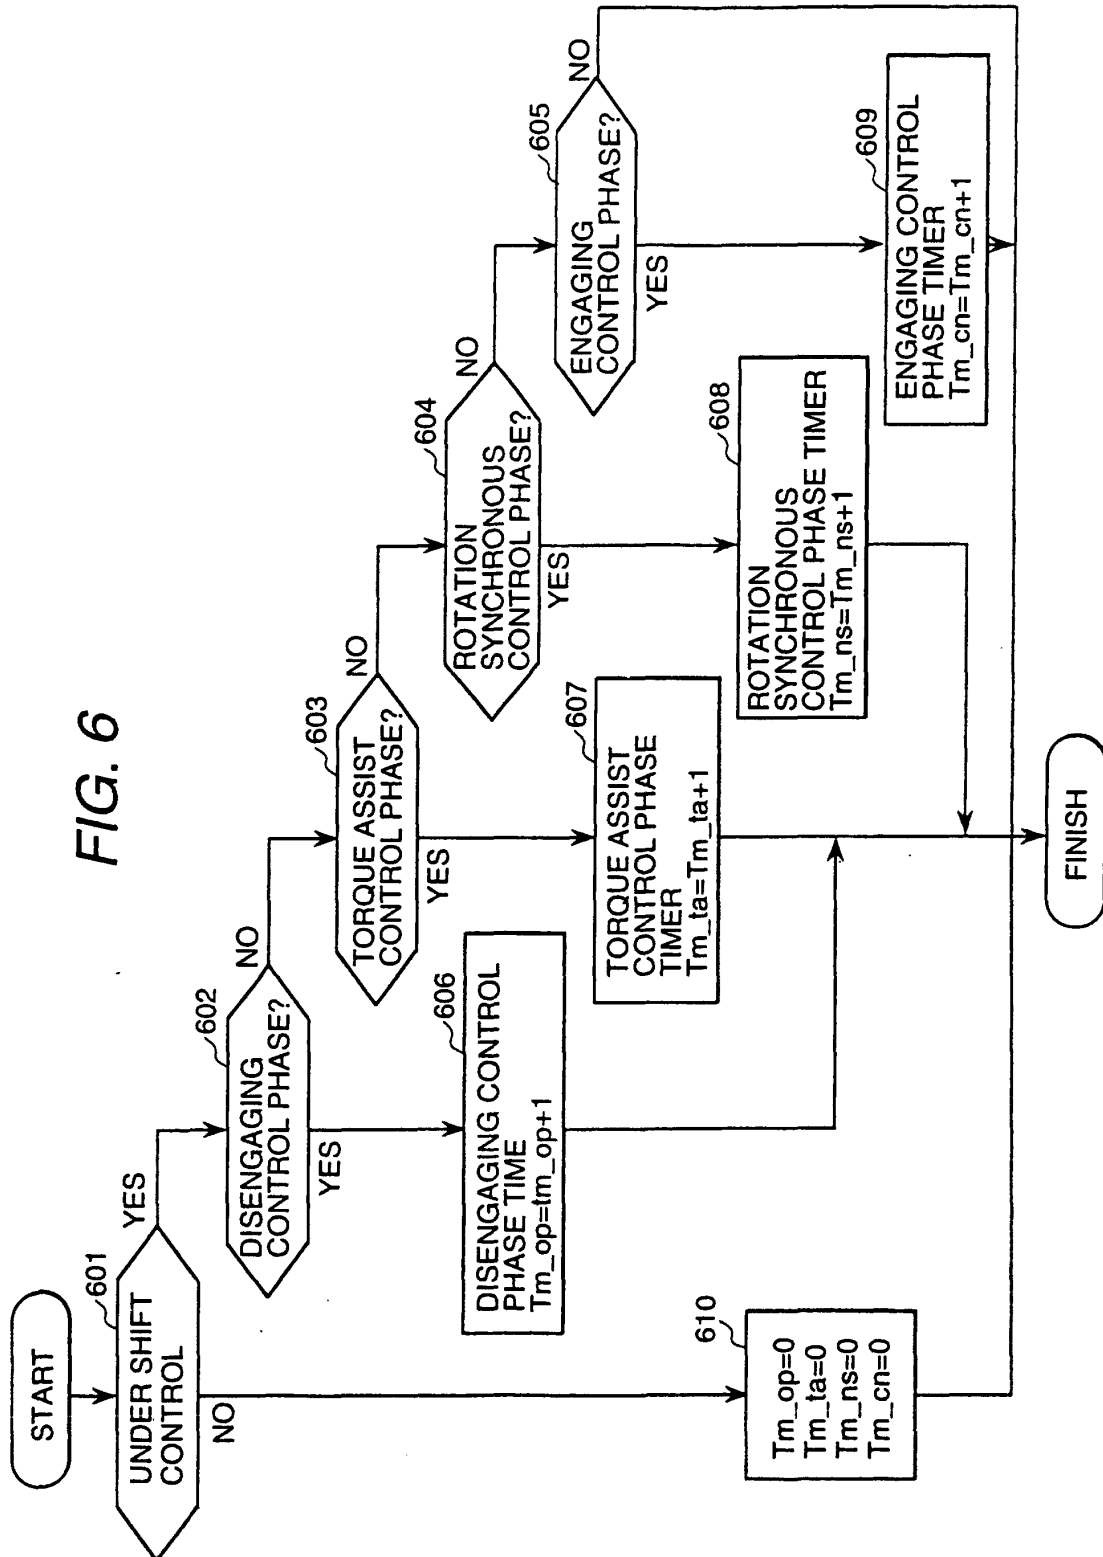 FIG. 6
START
601
UNDER SHIFT
CONTROL
YES
NO
602
DISENGAGING
CONTROL PHASE?
NO
YES
603
TORQUE ASSIST
CONTROL PHASE?
NO
YES
604
ROTATION
SYNCHRONOUS
CONTROL PHASE?
NO
YES
605
ENGAGING
CONTROL PHASE?
NO
YES
606
DISENGAGING CONTROL
PHASE TIME
Tm_op=tm_op+1
607
TORQUE ASSIST
CONTROL PHASE
TIMER
Tm_ta=Tm_ta+1
608
ROTATION
SYNCHRONOUS
CONTROL PHASE TIMER
Tm_ns=Tm_ns+1
609
ENGAGING CONTROL
PHASE TIMER
Tm_cn=Tm_cn+1
610
Tm_op=0
Tm_ta=0
Tm_ns=0
Tm_cn=0
FINISH